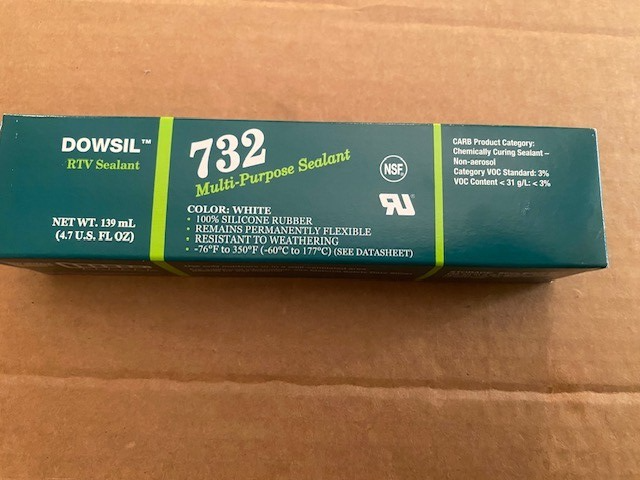 DOWSIL™
RTV Sealant
NET WT. 139 mL
(4.7 U.S. FL OZ)
732
Multi-Purpose Sealant
COLOR: WHITE
• 100% SILICONE RUBBER
• REMAINS PERMANENTLY FLEXIBLE
• RESISTANT TO WEATHERING
• -76°F to 350°F (-60°C to 177°C) (SEE DATASHEET)
NSF
CARB Product Category:
Chemically Curing Sealant –
Non-aerosol
Category VOC Standard: 3%
VOC Content < 31 g/L: < 3%